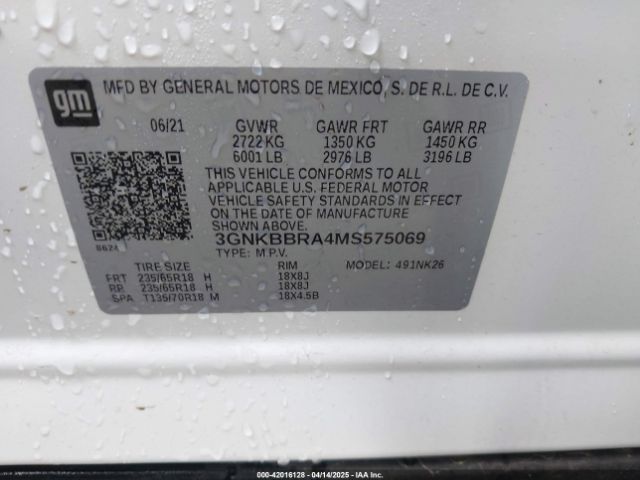 gm
MFD BY GENERAL MOTORS DE MEXICO, S. DE R.L. DE C.V.
06/21 GVWR GAWR FRT GAWR RR
2722 KG 1350 KG 1450 KG
6001 LB 2976 LB 3196 LB
THIS VEHICLE CONFORMS TO ALL
APPLICABLE U.S. FEDERAL MOTOR
VEHICLE SAFETY STANDARDS IN EFFECT
ON THE DATE OF MANUFACTURE
SHOWN ABOVE.
8624
3GNKBBRA4MS575069
TYPE: M.P.V. MODEL: 491NK26
TIRE SIZE RIM
FRT 235/65R18 H 18X8J
RR 235/65R18 H 18X8J
SPA T135/70R18 M 18X4.5B
000-42016128 - 04/14/2025 - IAAI Branch